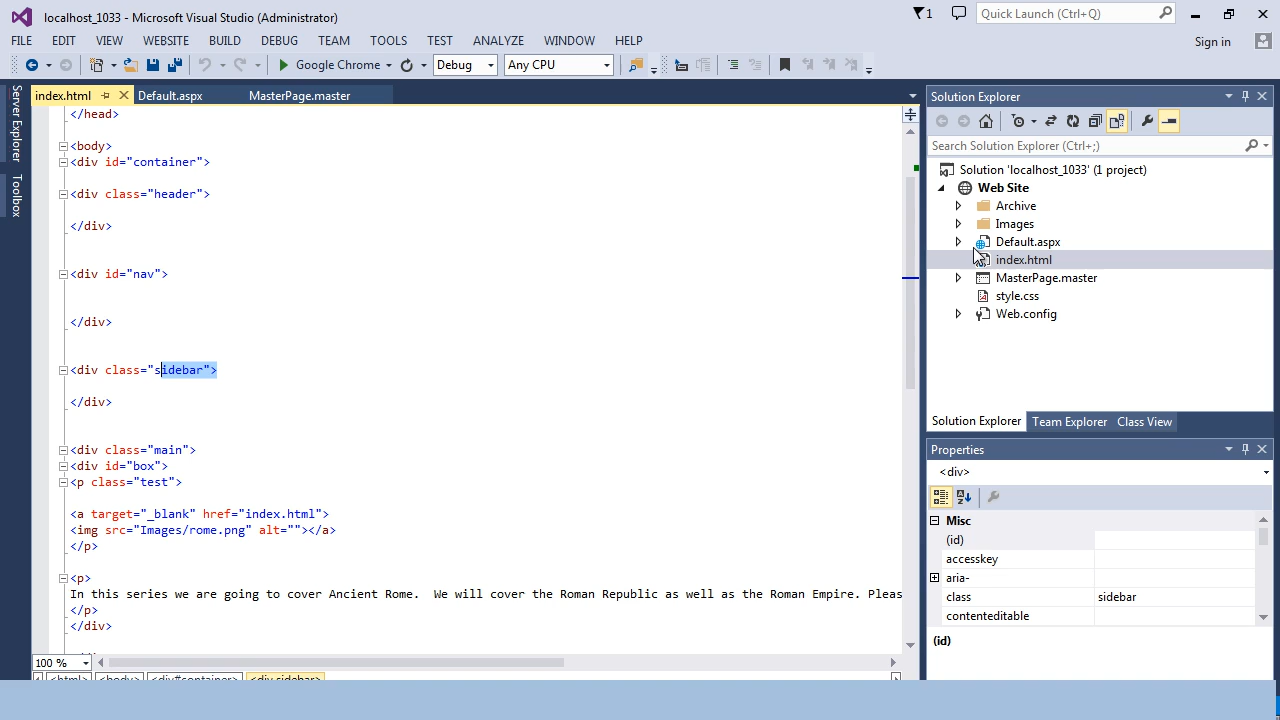 localhost_1033 - Microsoft Visual Studio (Administrator)
1
Quick Launch (Ctrl+Q)
FILE EDIT VIEW WEBSITE BUILD DEBUG TEAM TOOLS TEST ANALYZE WINDOW HELP
Sign in
Google Chrome
Debug
Any CPU
Server Explorer
Toolbox
index.html
Default.aspx
MasterPage.master
</head>
<body>
<div id="container">
<div class="header">
</div>
<div id="nav">
</div>
<div class="sidebar">
</div>
<div class="main">
<div id="box">
<p class="test">
<a target="_blank" href="index.html">
<img src="Images/rome.png" alt=""></a>
</p>
<p>
In this series we are going to cover Ancient Rome.  We will cover the Roman Republic as well as the Roman Empire. Pleas
</p>
</div>
100 %
<html> <body> <div#container> <div.sidebar>
Solution Explorer
Search Solution Explorer (Ctrl+;)
Solution 'localhost_1033' (1 project)
Web Site
Archive
Images
Default.aspx
index.html
MasterPage.master
style.css
Web.config
Solution Explorer Team Explorer Class View
Properties
<div>
Misc
(id)
accesskey
aria-
class sidebar
contenteditable
(id)